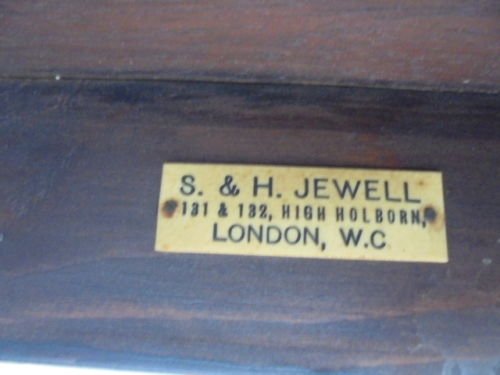 S. & H. JEWELL
131 & 132, HIGH HOLBORN,
LONDON, W.C